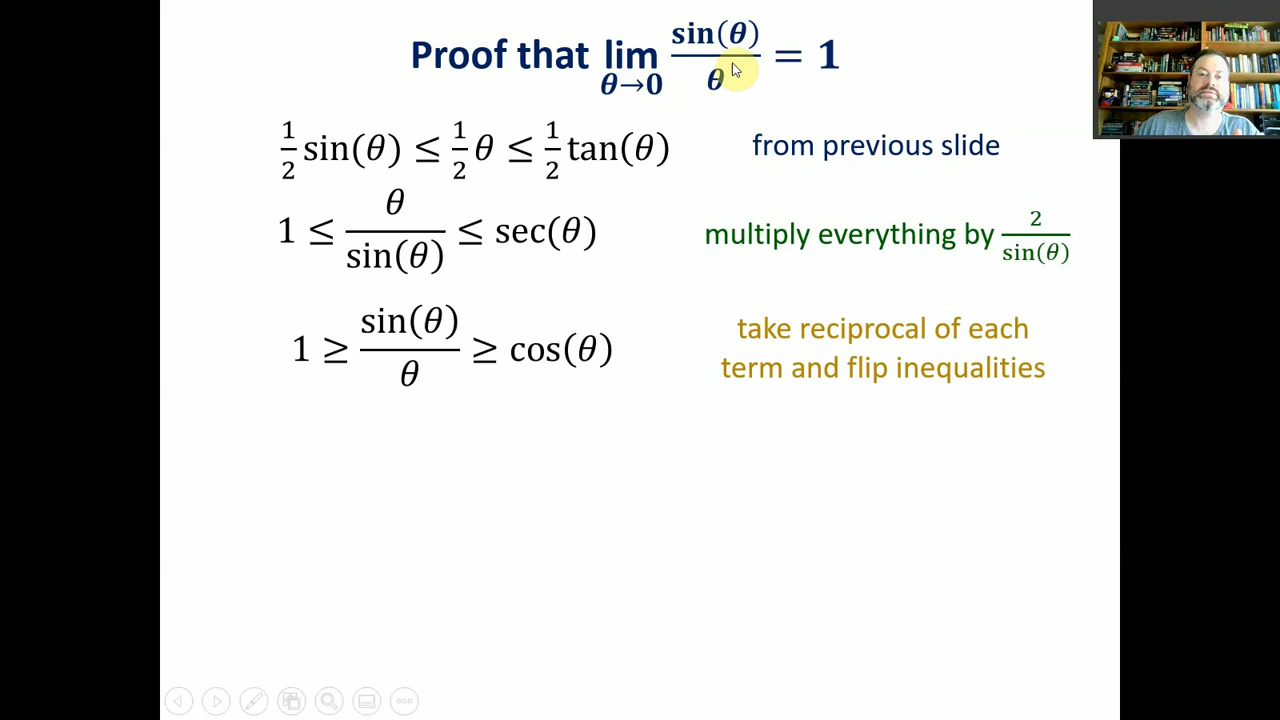 Proof that lim θ→0 sin(θ)/θ = 1
1/2 sin(θ) ≤ 1/2 θ ≤ 1/2 tan(θ)
from previous slide
1 ≤ θ/sin(θ) ≤ sec(θ)
multiply everything by 2/sin(θ)
1 ≥ sin(θ)/θ ≥ cos(θ)
take reciprocal of each
term and flip inequalities